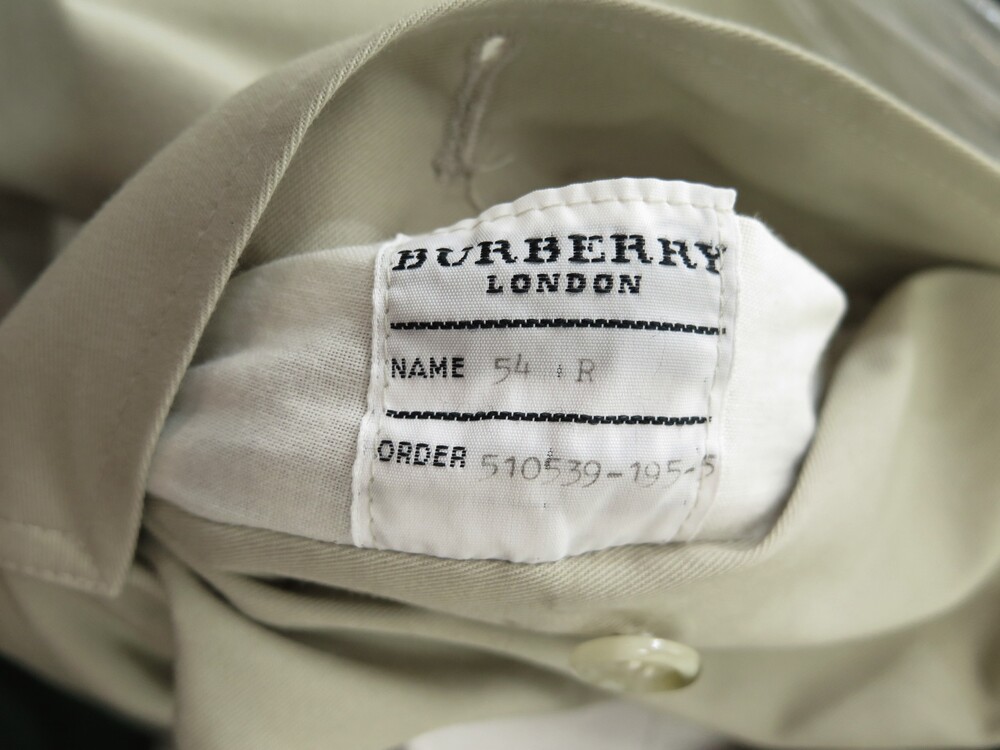 BURBERRY
LONDON
NAME 54 R
ORDER 510539-195-5